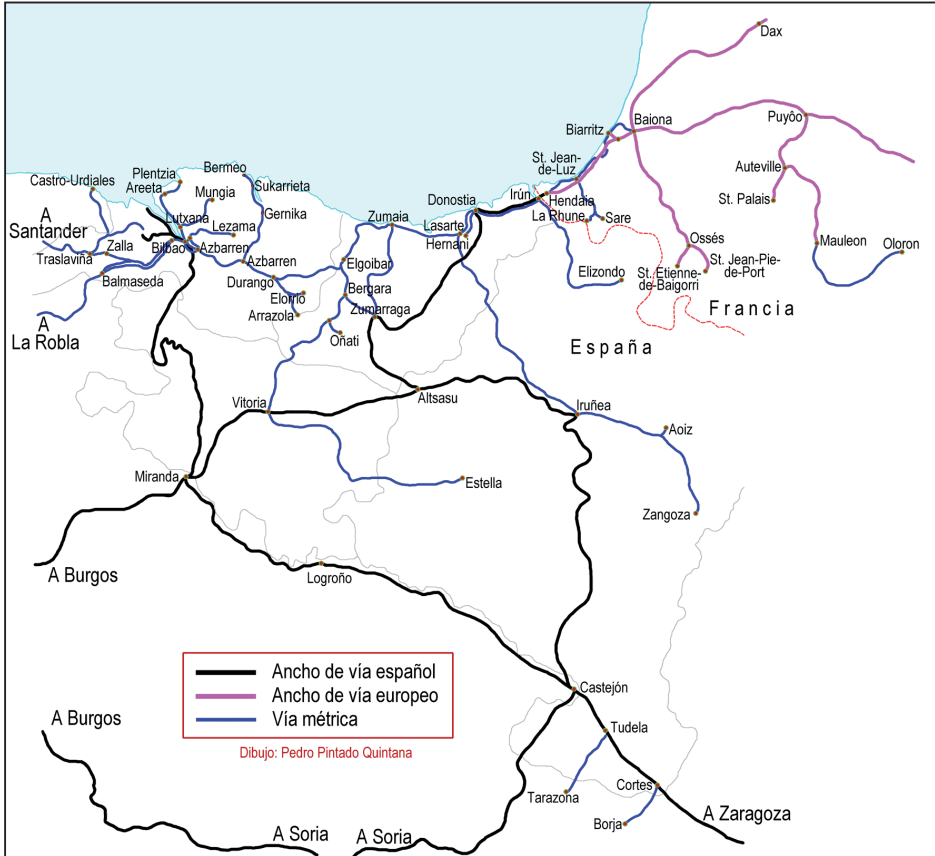 Dax
Baiona
Biarritz
Puyôo
St. Jean-
de-Luz
Auteville
St. Palais
Plentzia
Bermeo
Areeta
Castro-Urdiales
Mungia
Sukarrieta
Donostia
Irún
Hendaia
La Rhune
Sare
A
Santander
Lutxana
Gernika
Zumaia
Lasarte
Hernani
Lezama
Zalla
Bilbao
Azbarren
Traslaviña
Azbarren
Elgoibar
Ossés
Mauleon
Oloron
Balmaseda
Durango
Elizondo
St. Etienne-
de-Baigorri
St. Jean-Pie-
de-Port
Elorrio
Bergara
Arrazola
Zumarraga
Francia
A
La Robla
Oñati
España
Vitoria
Altsasu
Iruñea
Aoiz
Miranda
Estella
Zangoza
A Burgos
Logroño
Ancho de vía español
Ancho de vía europeo
Vía métrica
Dibujo: Pedro Pintado Quintana
Castejón
A Burgos
Tudela
Cortes
Tarazona
Borja
A Zaragoza
A Soria
A Soria